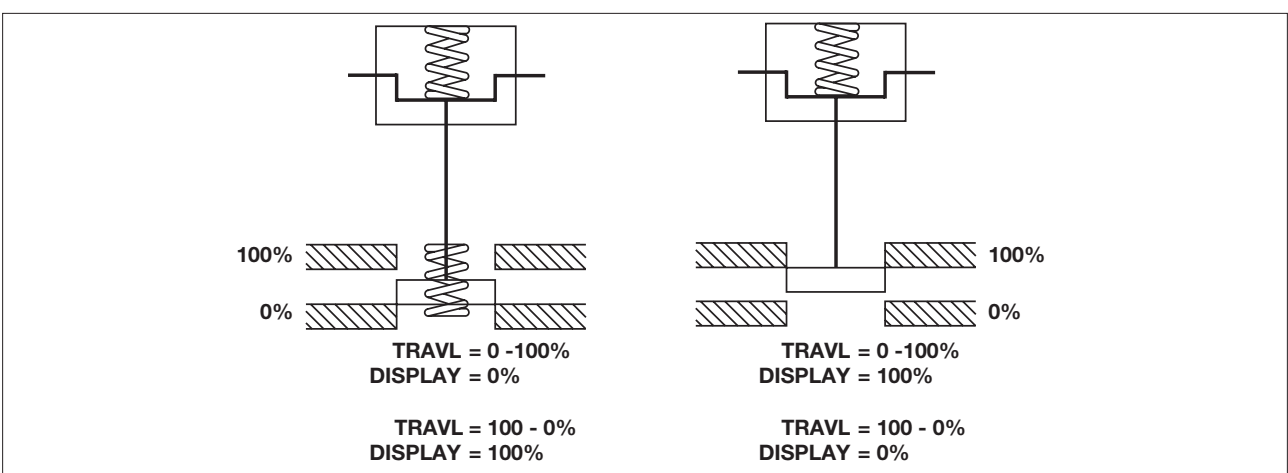 100%
0%
TRAVL = 0 -100%
DISPLAY = 0%
TRAVL = 100 - 0%
DISPLAY = 100%
100%
0%
TRAVL = 0 -100%
DISPLAY = 100%
TRAVL = 100 - 0%
DISPLAY = 0%